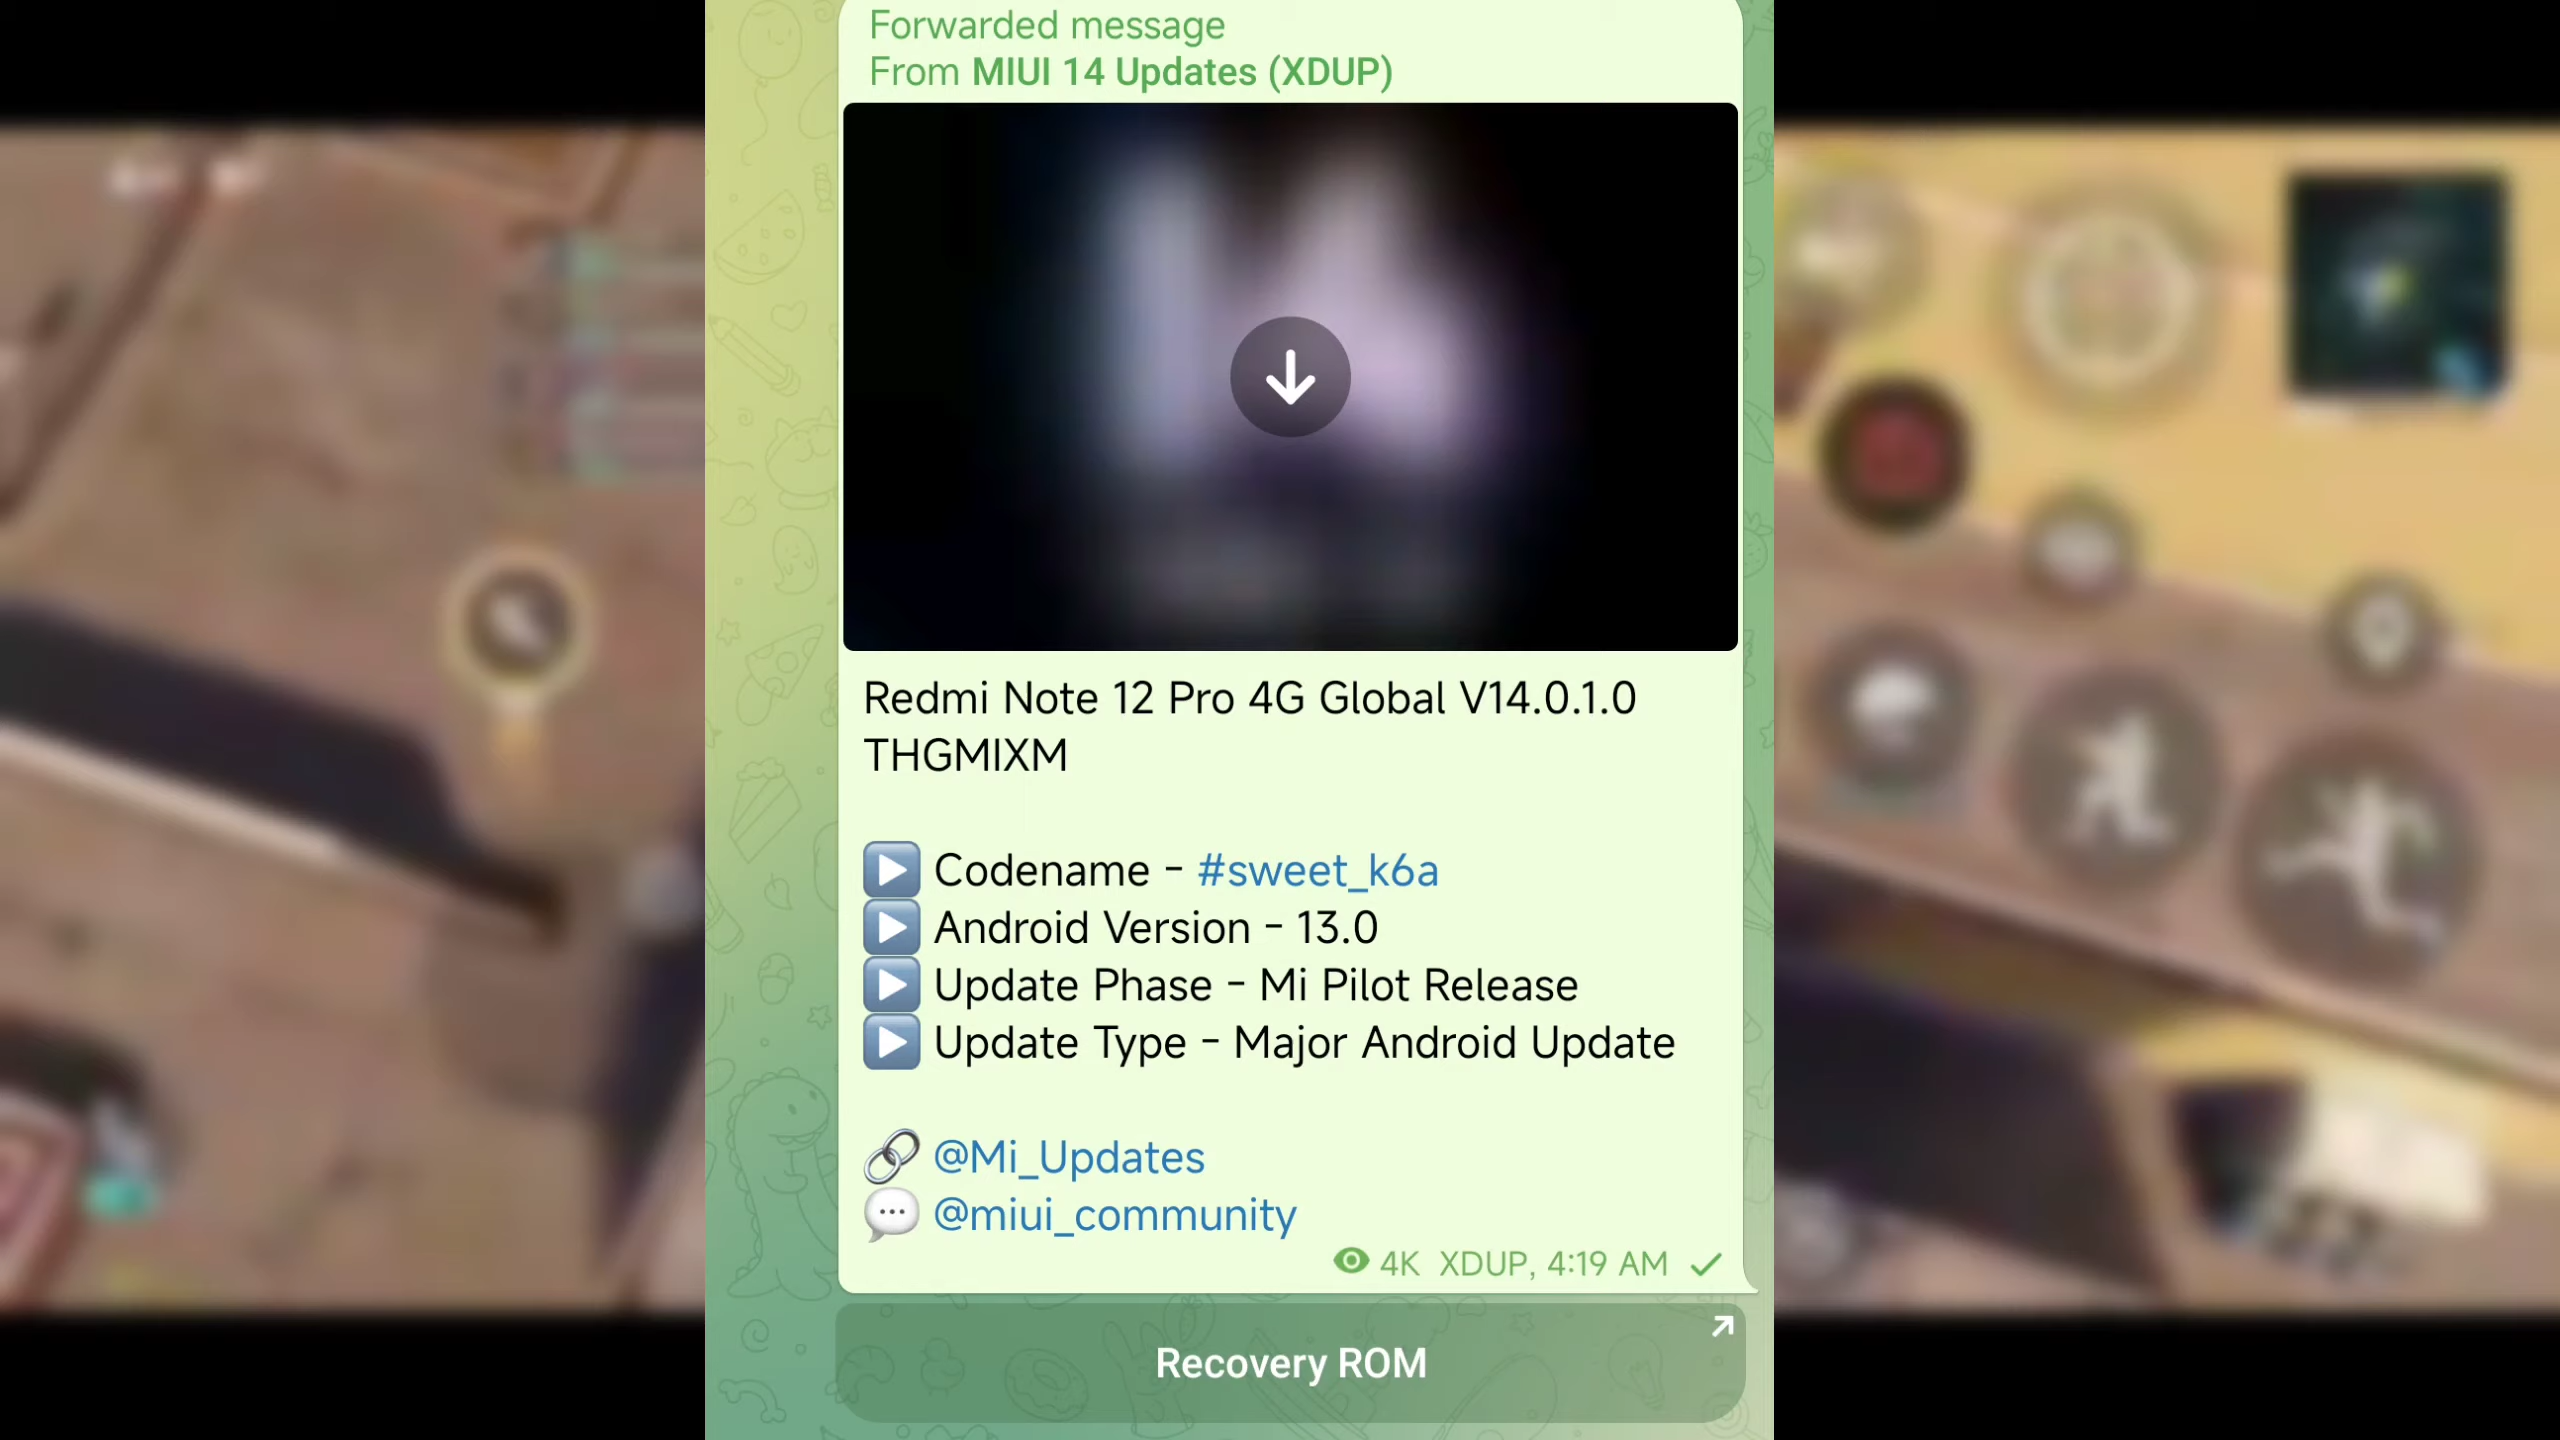 Forwarded message
From MIUI 14 Updates (XDUP)
Redmi Note 12 Pro 4G Global V14.0.1.0
THGMIXM
Codename - #sweet_k6a
Android Version - 13.0
Update Phase - Mi Pilot Release
Update Type - Major Android Update
@Mi_Updates
@miui_community
4K XDUP, 4:19 AM
Recovery ROM